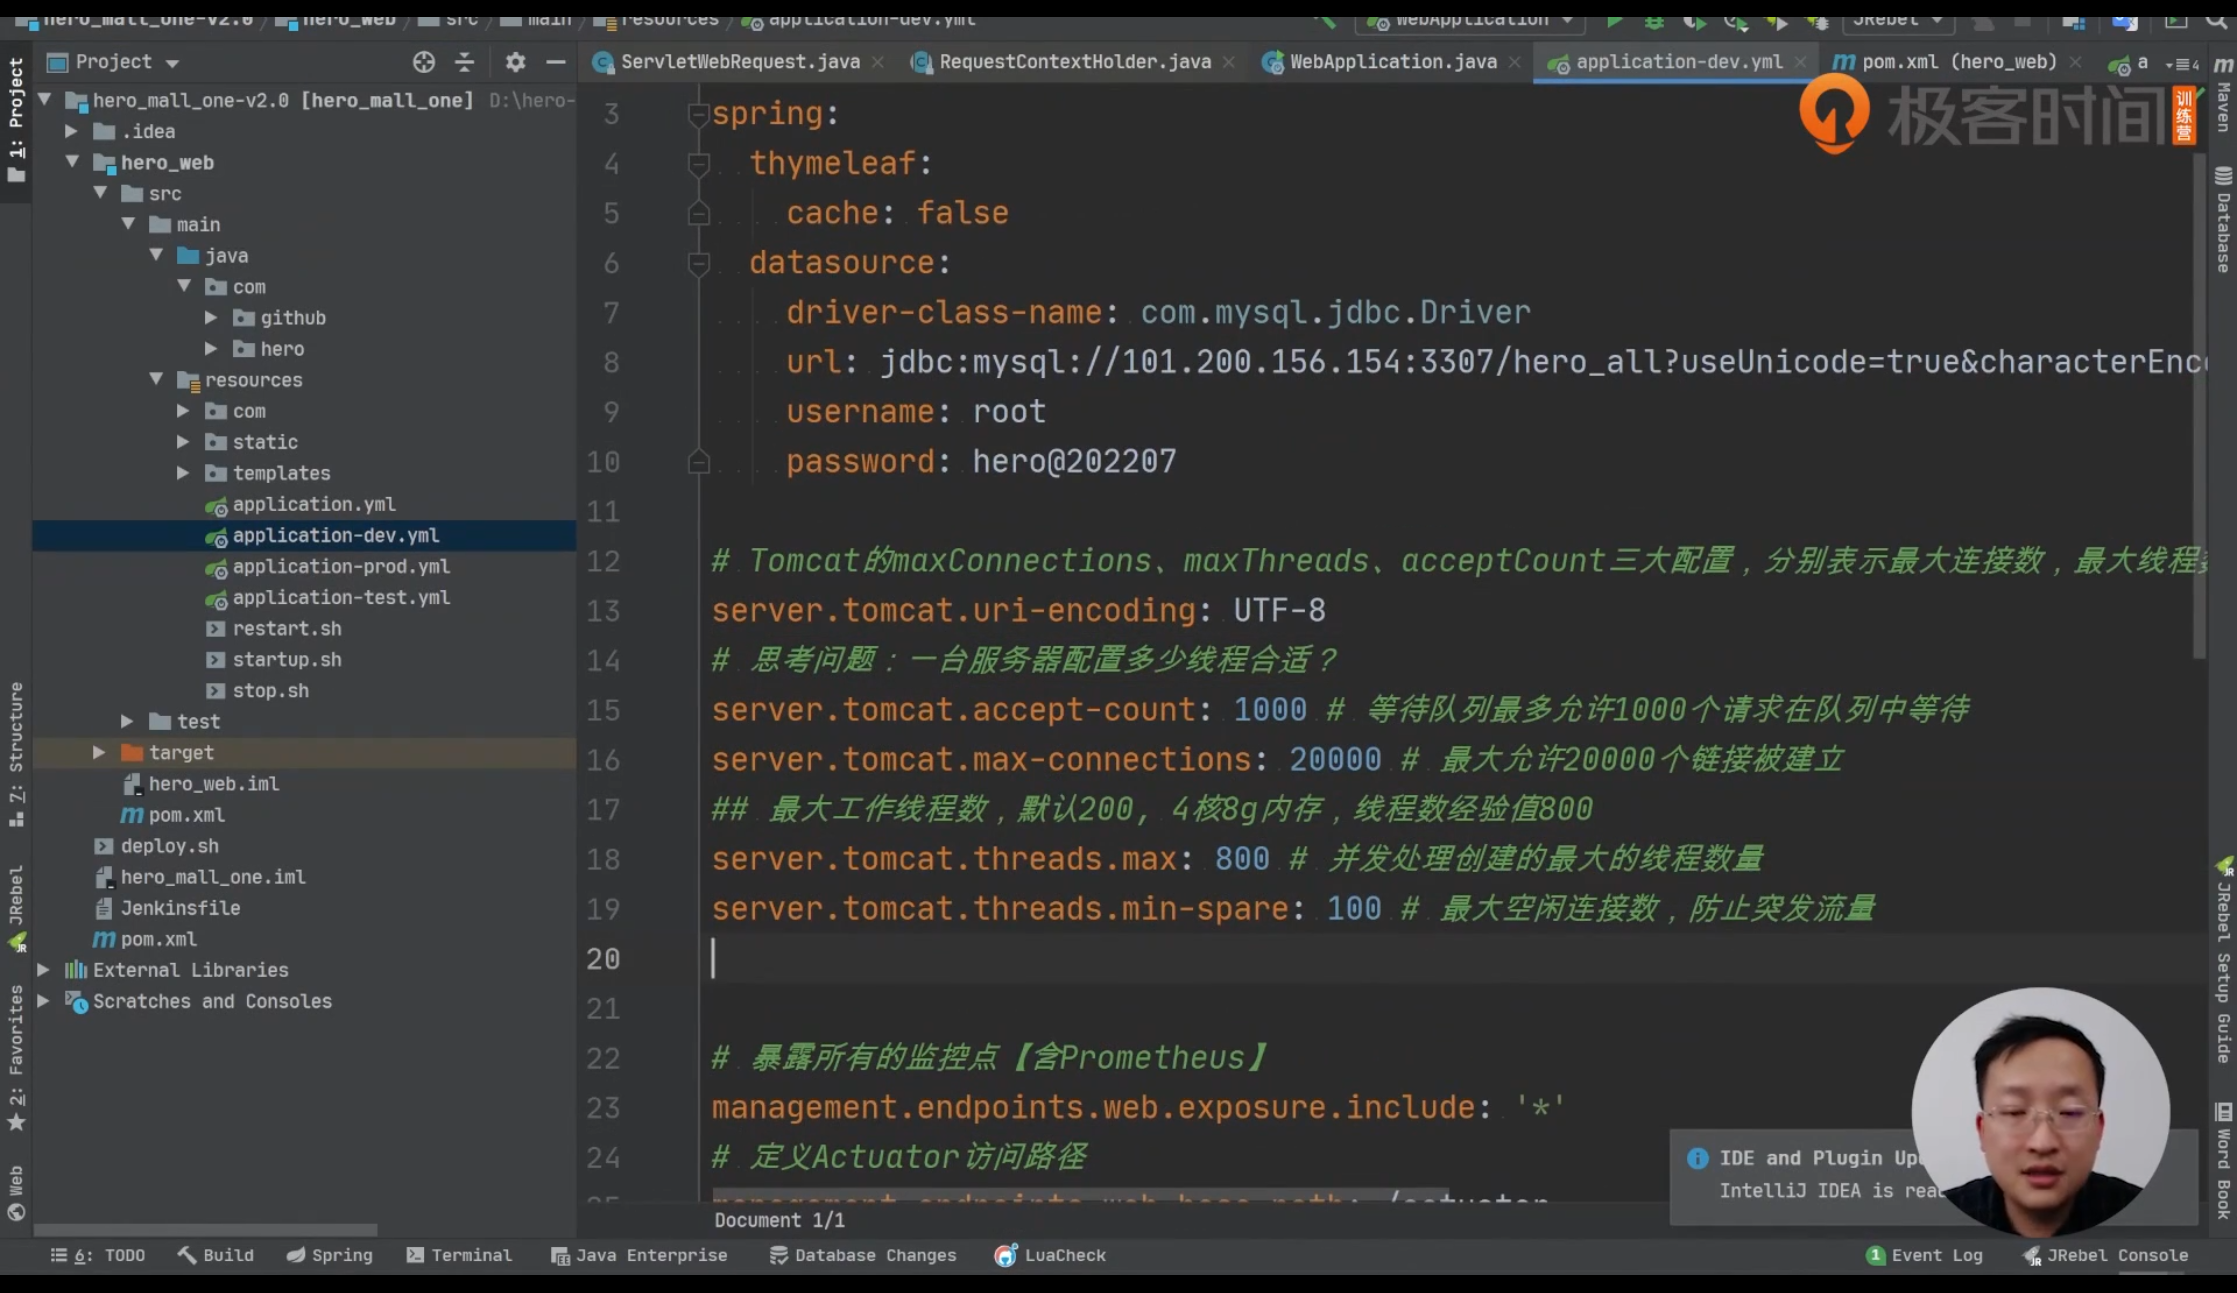 hero_mall_one-v2.0 / hero_web / src / main / resources / application-dev.yml
WebApplication
JRebel
Project
ServletWebRequest.java
RequestContextHolder.java
WebApplication.java
application-dev.yml
pom.xml (hero_web)
a
4
极客时间
训练营
1: Project
7: Structure
JRebel
2: Favorites
Web
hero_mall_one-v2.0 [hero_mall_one] D:\hero-
.idea
hero_web
src
main
java
com
github
hero
resources
com
static
templates
application.yml
application-dev.yml
application-prod.yml
application-test.yml
restart.sh
startup.sh
stop.sh
test
target
hero_web.iml
pom.xml
deploy.sh
hero_mall_one.iml
Jenkinsfile
pom.xml
External Libraries
Scratches and Consoles
3 spring:
4 thymeleaf:
5 cache: false
6 datasource:
7 driver-class-name: com.mysql.jdbc.Driver
8 url: jdbc:mysql://101.200.156.154:3307/hero_all?useUnicode=true&characterEnc
9 username: root
10 password: hero@202207
11
12 # Tomcat的maxConnections、maxThreads、acceptCount三大配置，分别表示最大连接数，最大线程
13 server.tomcat.uri-encoding: UTF-8
14 # 思考问题：一台服务器配置多少线程合适？
15 server.tomcat.accept-count: 1000 # 等待队列最多允许1000个请求在队列中等待
16 server.tomcat.max-connections: 20000 # 最大允许20000个链接被建立
17 ## 最大工作线程数，默认200, 4核8g内存，线程数经验值800
18 server.tomcat.threads.max: 800 # 并发处理创建的最大的线程数量
19 server.tomcat.threads.min-spare: 100 # 最大空闲连接数，防止突发流量
20
21
22 # 暴露所有的监控点【含Prometheus】
23 management.endpoints.web.exposure.include: '*'
24 # 定义Actuator访问路径
25 management.endpoints.web.base-path: /actuator
Document 1/1
Maven
Database
JRebel Setup Guide
Word Book
IDE and Plugin Up
IntelliJ IDEA is rea
6: TODO
Build
Spring
Terminal
Java Enterprise
Database Changes
LuaCheck
1 Event Log
JRebel Console